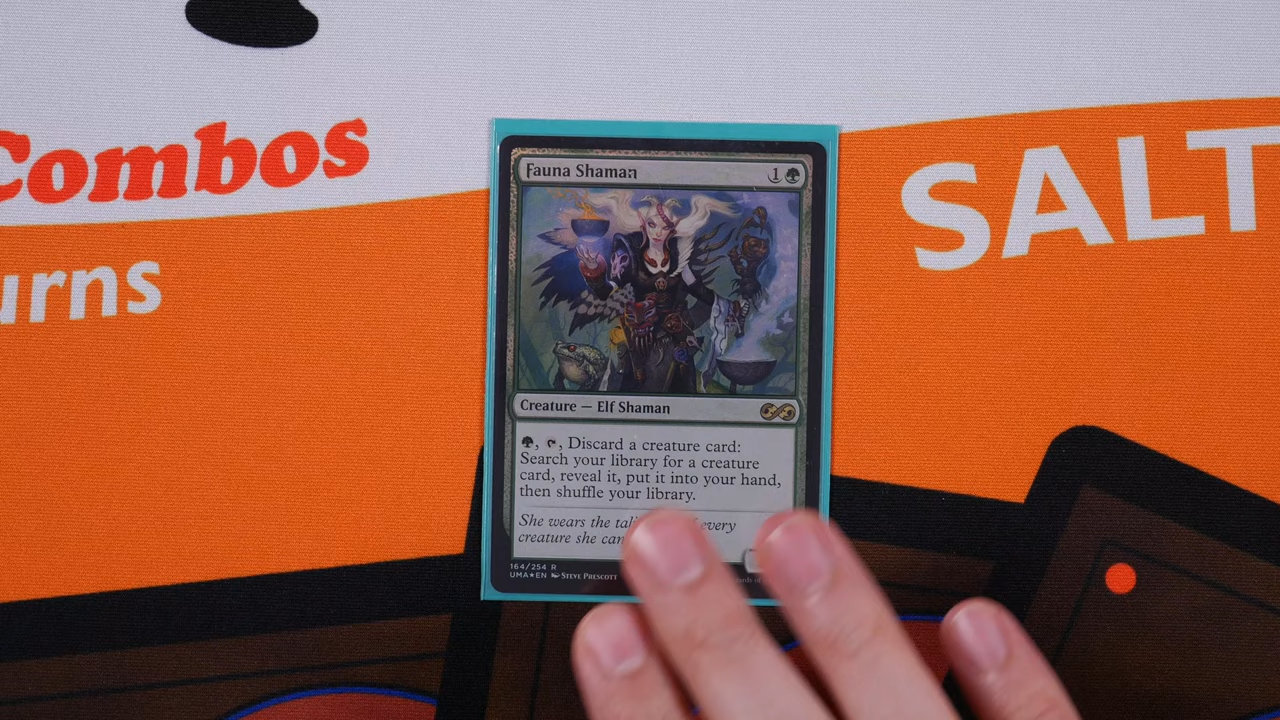 Combos
urns
SALT
Fauna Shaman 1
Creature — Elf Shaman
, , Discard a creature card:
Search your library for a creature
card, reveal it, put it into your hand,
then shuffle your library.
She wears the every
creature she can
164/254 R
UMA★EN Steve Prescott